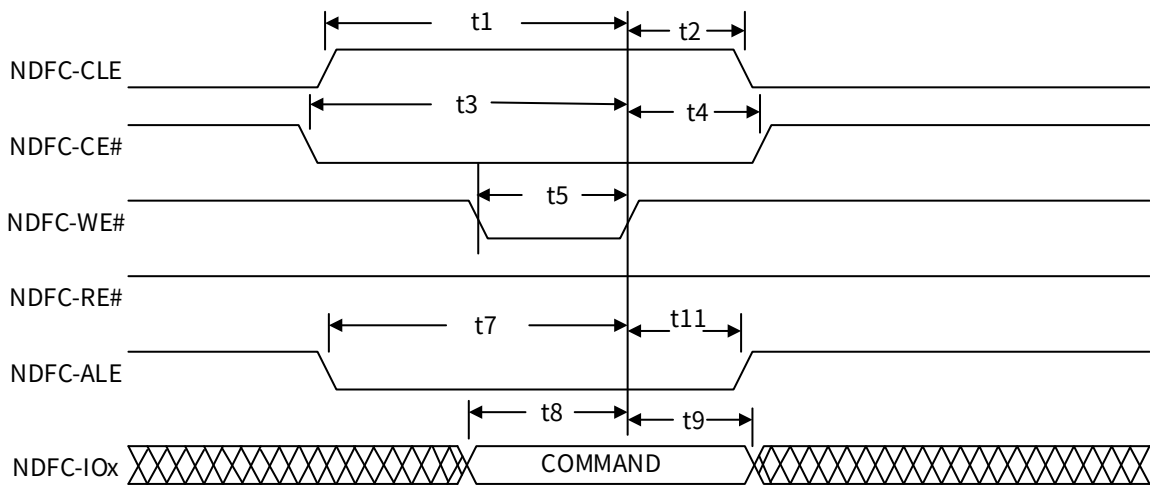 t1
t2
NDFC-CLE
t3
t4
NDFC-CE#
t5
NDFC-WE#
NDFC-RE#
t7
t11
NDFC-ALE
t8
t9
NDFC-IOx
COMMAND